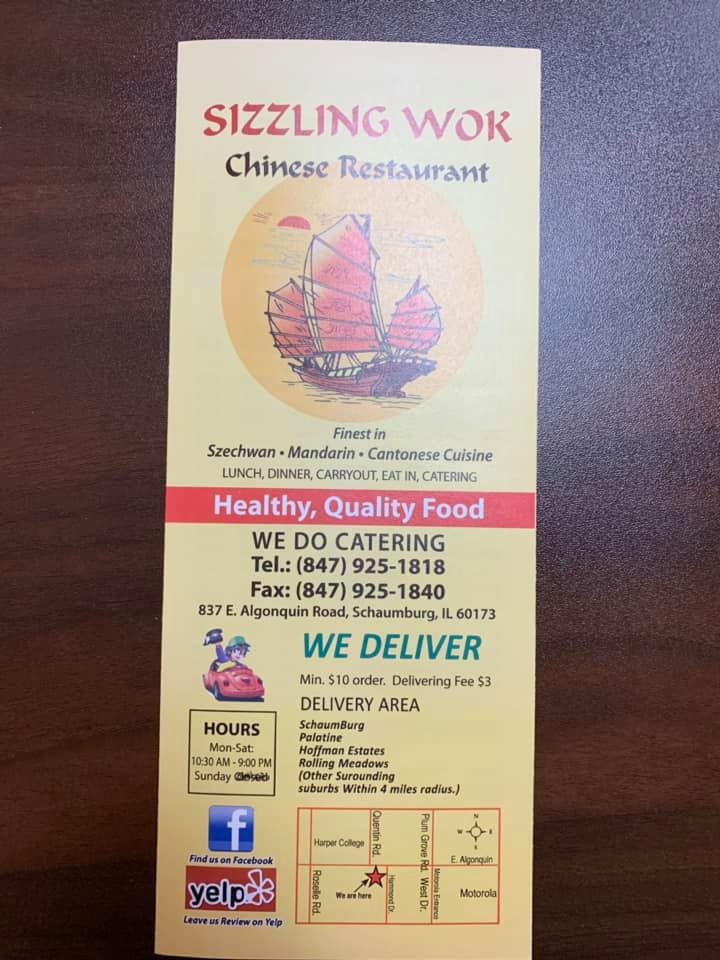 SIZZLING WOK
Chinese Restaurant
Finest in
Szechwan • Mandarin • Cantonese Cuisine
LUNCH, DINNER, CARRYOUT, EAT IN, CATERING
Healthy, Quality Food
WE DO CATERING
Tel.: (847) 925-1818
Fax: (847) 925-1840
837 E. Algonquin Road, Schaumburg, IL 60173
WE DELIVER
Min. $10 order. Delivering Fee $3
DELIVERY AREA
SchaumBurg
Palatine
Hoffman Estates
Rolling Meadows
(Other Surounding
suburbs Within 4 miles radius.)
HOURS
Mon-Sat:
10:30 AM - 9:00 PM
Sunday Closed
f
Find us on Facebook
yelp
Leave us Review on Yelp
Harper College
Quentin Rd.
Plum Grove Rd.
N
W
E
S
E. Algonquin
Roselle Rd.
We are here
Hammond Dr.
West Dr.
Motorola Entrance
Motorola